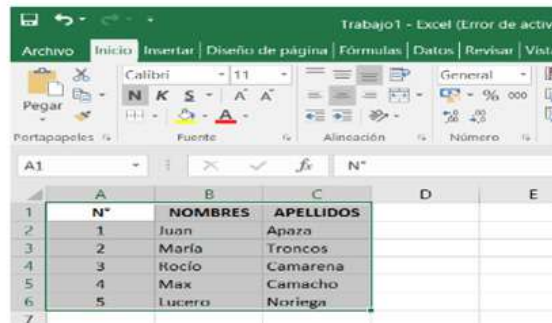 Trabajo1 - Excel (Error de activ
Archivo Inicio Insertar Diseño de página Fórmulas Datos Revisar Vista
Pegar Calibri 11 General
N K S A A % 000
A
Portapapeles Fuente Alineación Número
A1 fx N°
A B C D E
1 N° NOMBRES APELLIDOS
2 1 Juan Apaza
3 2 María Troncos
4 3 Rocío Camarena
5 4 Max Camacho
6 5 Lucero Noriega
7